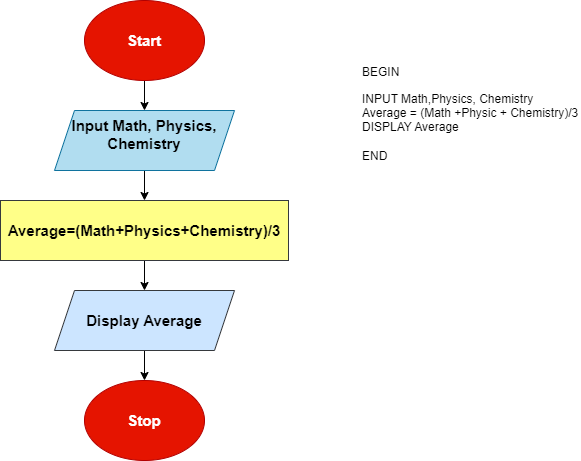 Start
Input Math, Physics,
Chemistry
Average=(Math+Physics+Chemistry)/3
Display Average
Stop
BEGIN
INPUT Math,Physics, Chemistry
Average = (Math +Physic + Chemistry)/3
DISPLAY Average
END